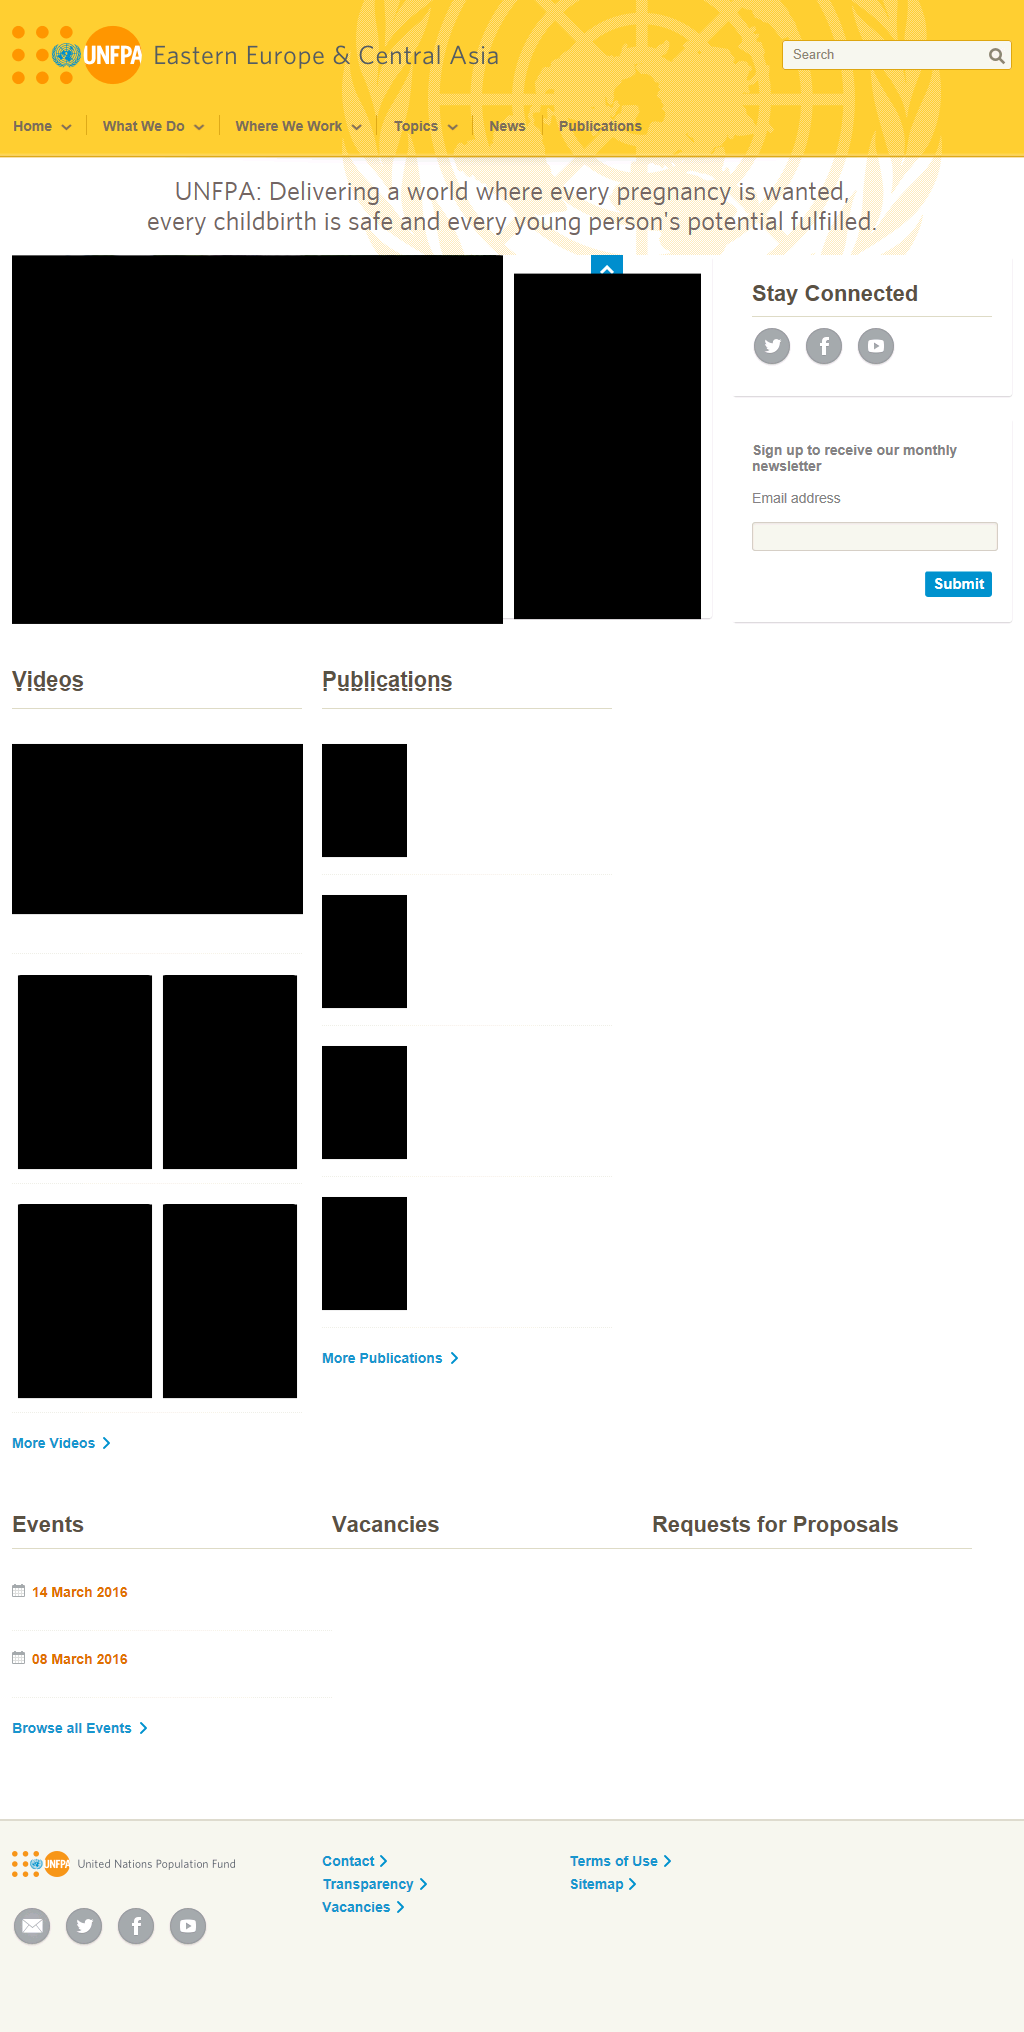 UNFPA Eastern Europe & Central Asia
Search
Home What We Do Where We Work Topics News Publications
UNFPA: Delivering a world where every pregnancy is wanted,
every childbirth is safe and every young person's potential fulfilled.
Stay Connected
Sign up to receive our monthly
newsletter
Email address
Submit
Videos
Publications
More Publications
More Videos
Events
Vacancies
Requests for Proposals
14 March 2016
08 March 2016
Browse all Events
UNFPA United Nations Population Fund
Contact
Transparency
Vacancies
Terms of Use
Sitemap